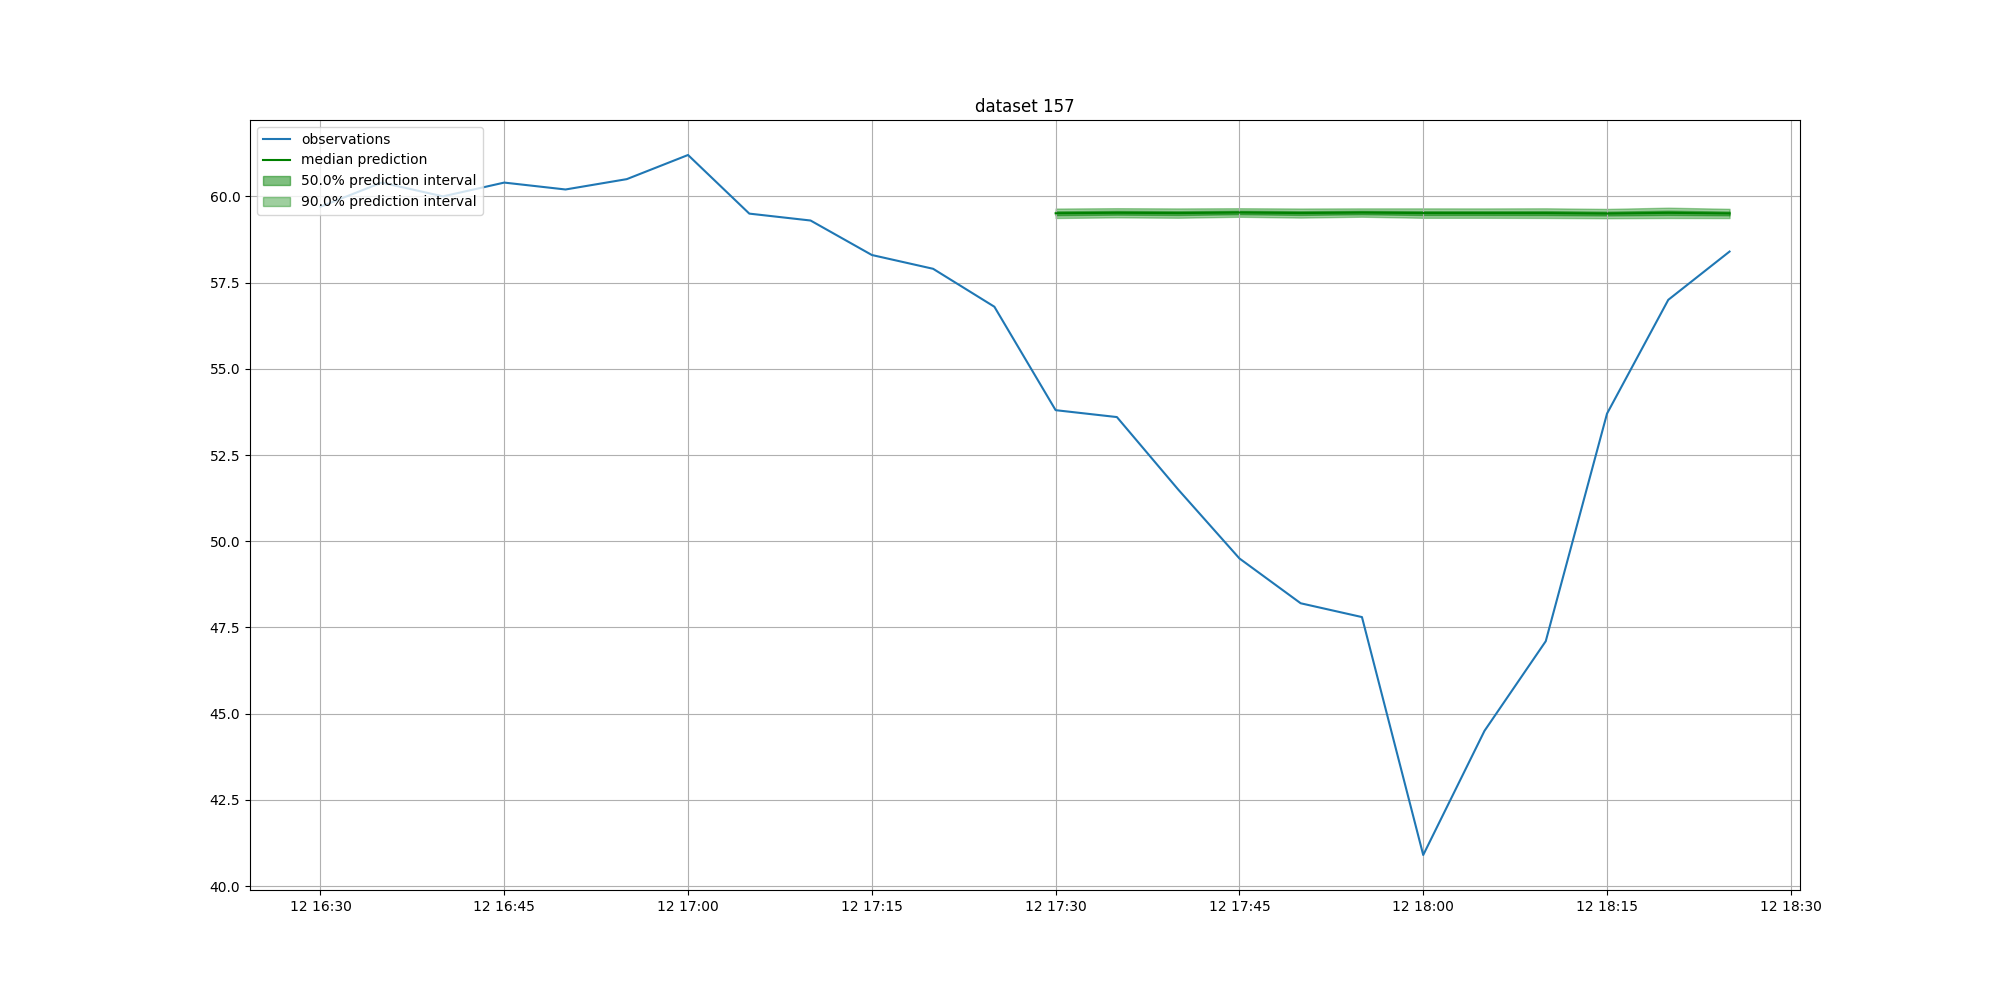 dataset 157
observations
median prediction
50.0% prediction interval
90.0% prediction interval
60.0
57.5
55.0
52.5
50.0
47.5
45.0
42.5
40.0
12 16:30 12 16:45 12 17:00 12 17:15 12 17:30 12 17:45 12 18:00 12 18:15 12 18:30